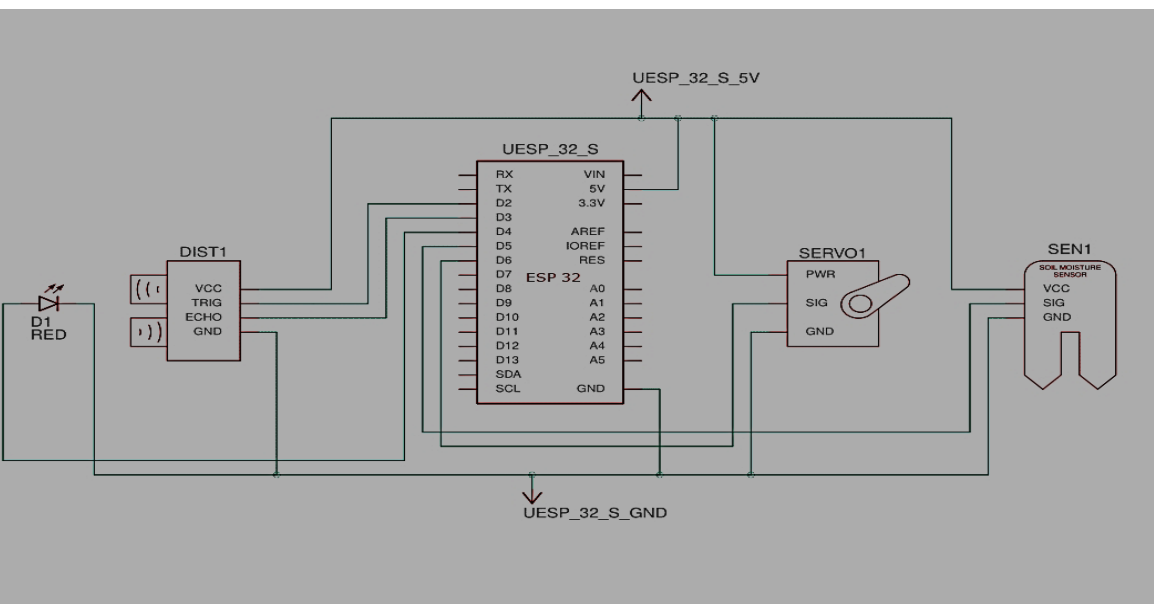 UESP_32_S_5V
UESP_32_S
RX VIN
TX 5V
D2 3.3V
D3
D4 AREF
D5 IOREF
D6 RES
D7
ESP 32
D8 A0
D9 A1
D10 A2
D11 A3
D12 A4
D13 A5
SDA
SCL GND
DIST1
VCC
TRIG
ECHO
GND
D1
RED
SERVO1
PWR
SIG
GND
SEN1
SOIL MOISTURE
SENSOR
VCC
SIG
GND
UESP_32_S_GND